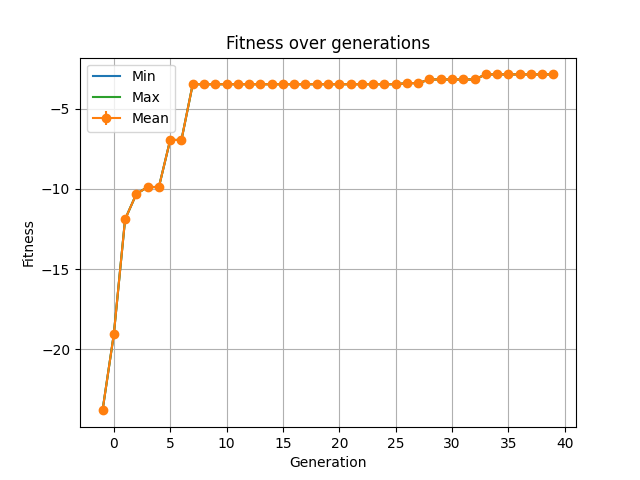 Fitness over generations
Min
Max
Mean
Fitness
−5
−10
−15
−20
0 5 10 15 20 25 30 35 40
Generation